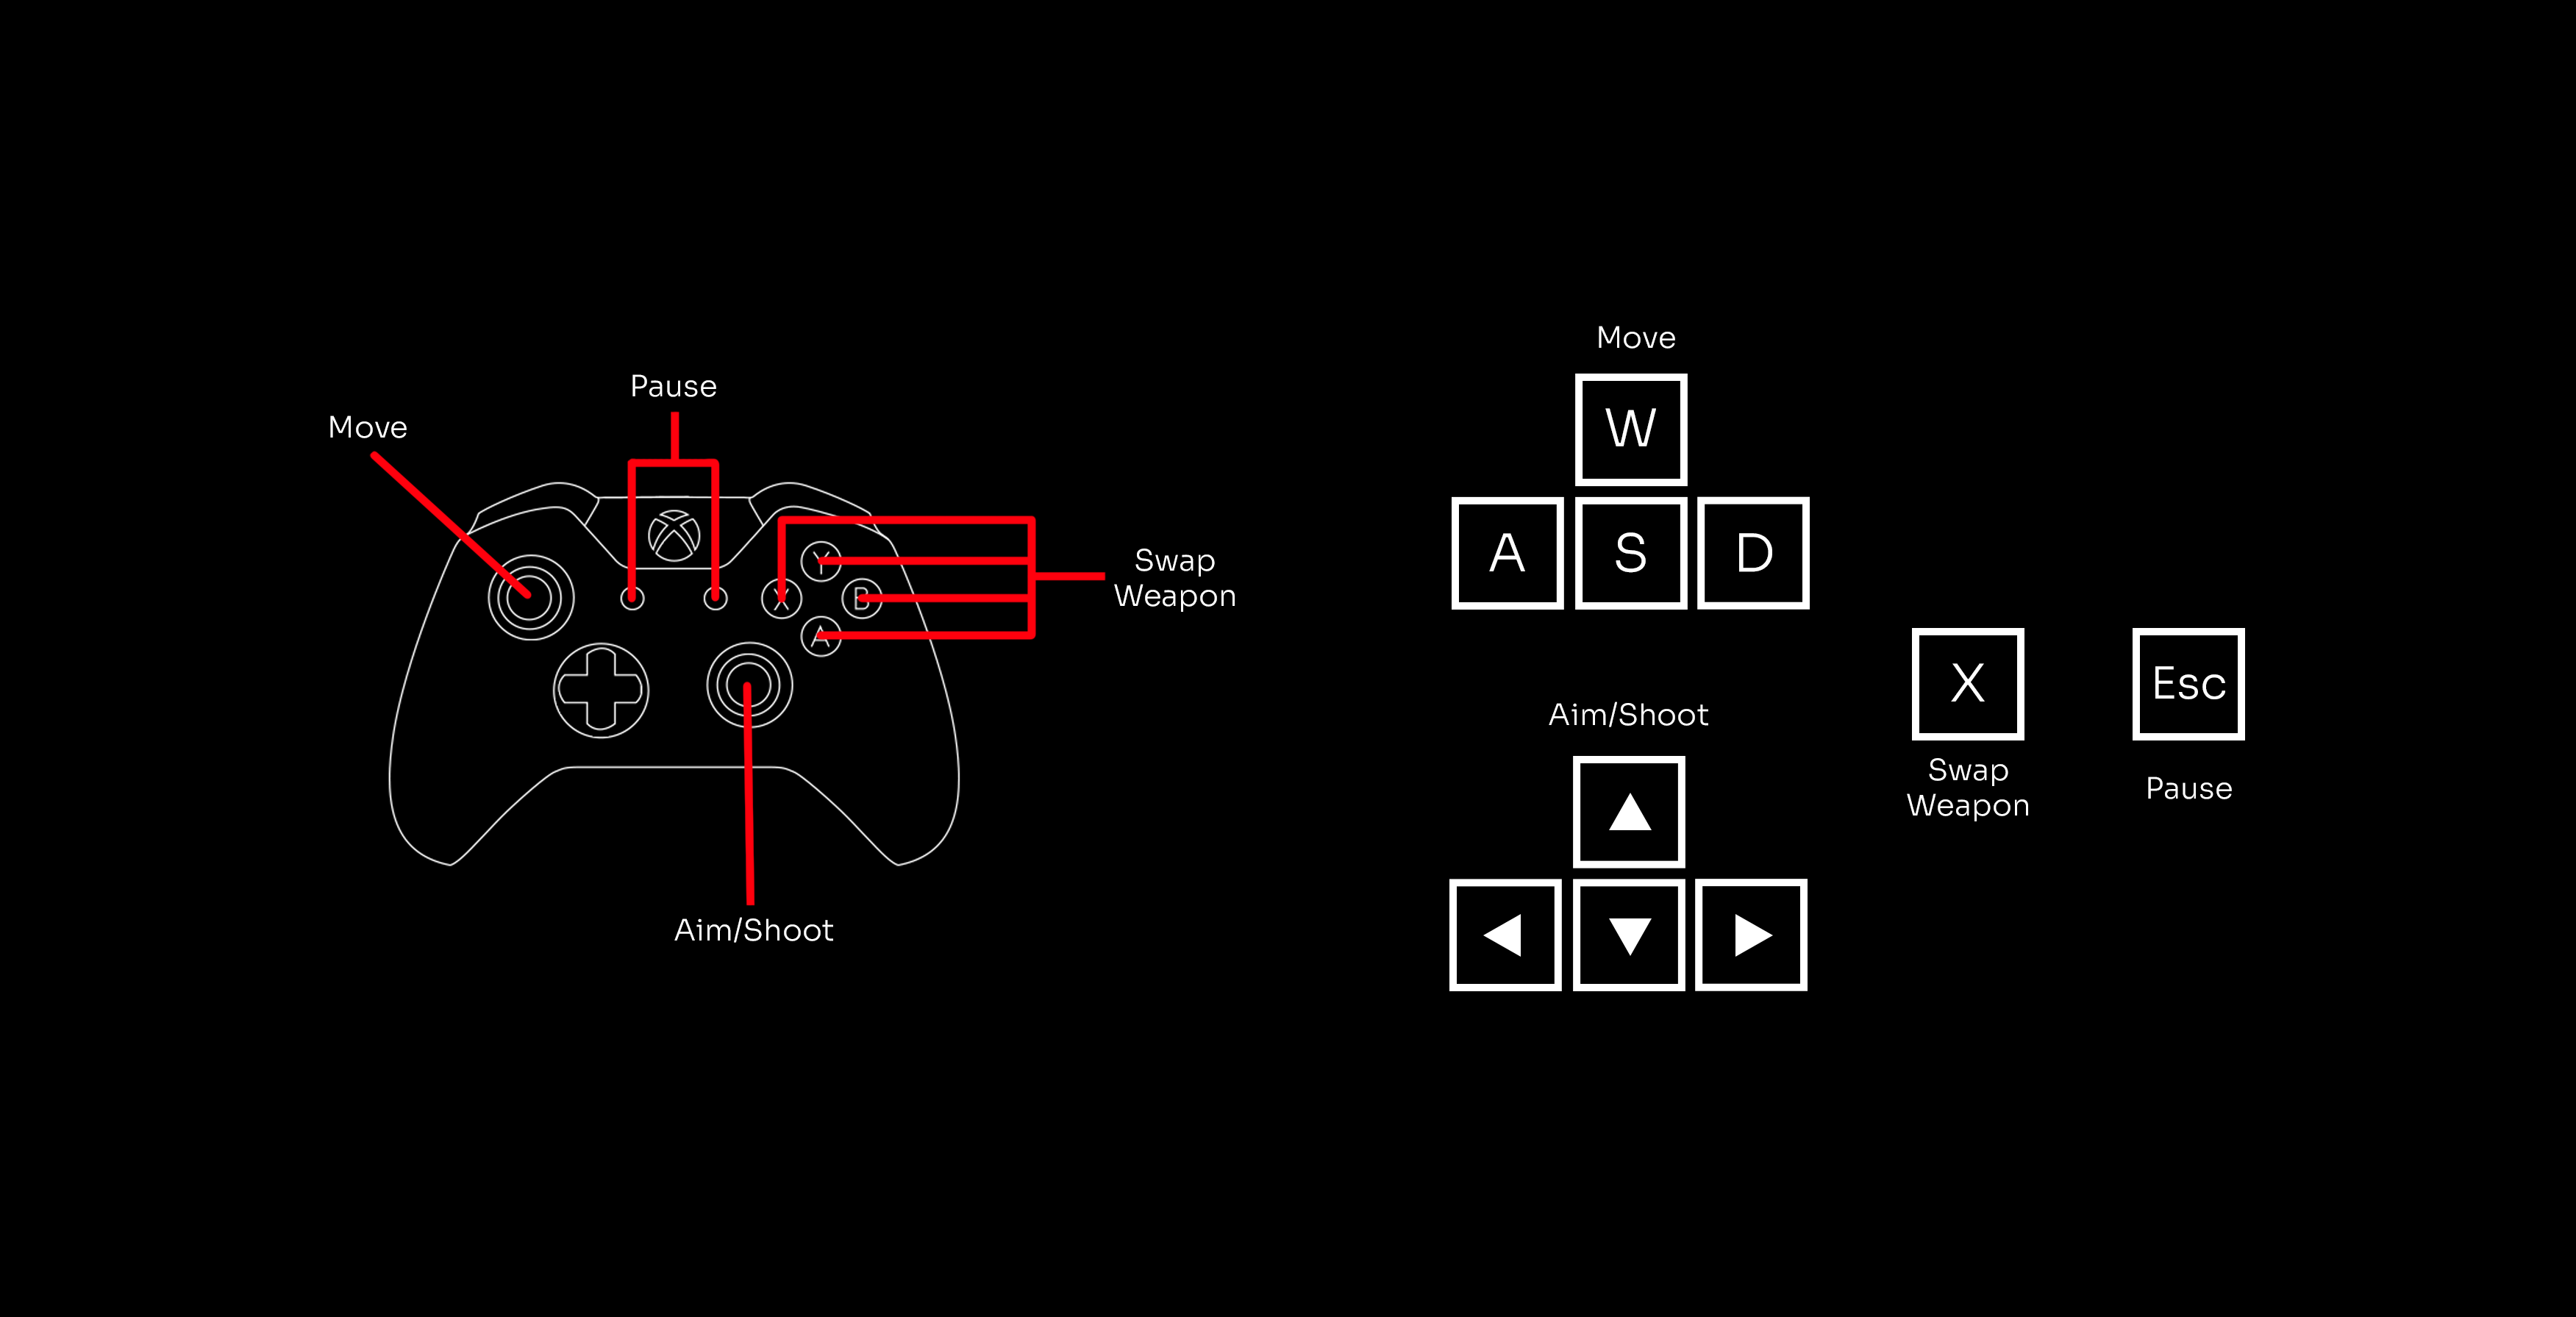 Pause
Move
Y
X
B
A
Swap
Weapon
Aim/Shoot
Move
W
A
S
D
Aim/Shoot
X
Swap
Weapon
Esc
Pause